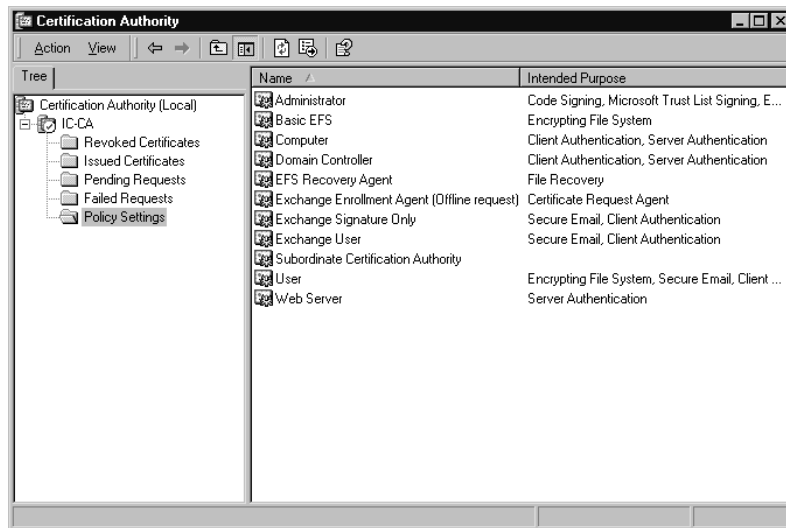 Certification Authority
Action View
Tree
Name Intended Purpose
Certification Authority (Local)
IC-CA
Revoked Certificates
Issued Certificates
Pending Requests
Failed Requests
Policy Settings
Administrator Code Signing, Microsoft Trust List Signing, E...
Basic EFS Encrypting File System
Computer Client Authentication, Server Authentication
Domain Controller Client Authentication, Server Authentication
EFS Recovery Agent File Recovery
Exchange Enrollment Agent (Offline request) Certificate Request Agent
Exchange Signature Only Secure Email, Client Authentication
Exchange User Secure Email, Client Authentication
Subordinate Certification Authority
User Encrypting File System, Secure Email, Client ...
Web Server Server Authentication